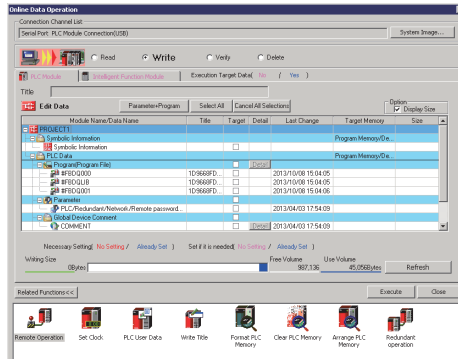 Online Data Operation
Connection Channel List
Serial Port PLC Module Connection(USB)
System Image...
Read
Write
Verify
Delete
PLC Module
Intelligent Function Module
Execution Target Data( No / Yes )
Title
Edit Data
Parameter+Program
Select All
Cancel All Selections
Option
Display Size
Module Name/Data Name Title Target Detail Last Change Target Memory Size
PROJECT1
Symbolic Information Program Memory/De...
Symbolic Information
PLC Data Program Memory/De...
Program(Program File) Detail
#FBDQ000 1D9668FD... 2013/10/08 15:04:05
#FBDQLIB 1D9668FD... 2013/10/08 15:04:05
#FBDQ001 1D9668FD... 2013/10/08 15:04:05
Parameter
PLC/Redundant/Network/Remote password... 2013/04/03 17:54:09
Global Device Comment
COMMENT Detail 2013/04/03 17:54:09
Necessary Setting( No Setting / Already Set )
Set if it is needed( No Setting / Already Set )
Writing Size
0Bytes
Free Volume
987,136
Use Volume
45,056Bytes
Refresh
Related Functions<<
Execute
Close
Remote Operation
Set Clock
PLC User Data
Write Title
Format PLC
Memory
Clear PLC Memory
Arrange PLC
Memory
Redundant
operation